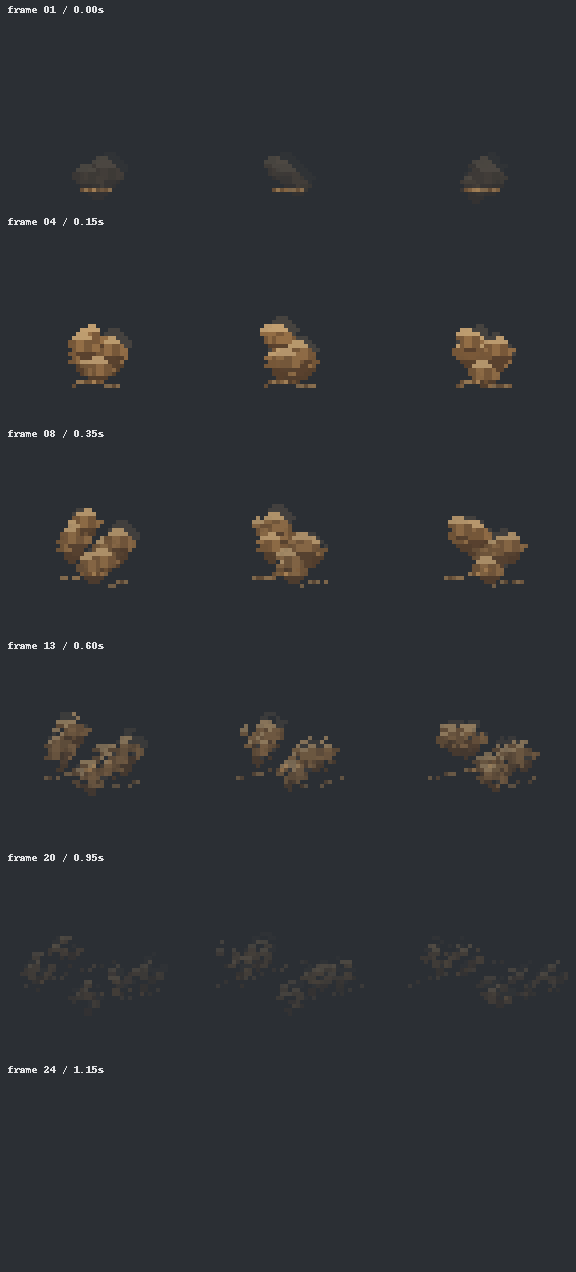 frame 01 / 0.00s
frame 04 / 0.15s
frame 08 / 0.35s
frame 13 / 0.60s
frame 20 / 0.95s
frame 24 / 1.15s